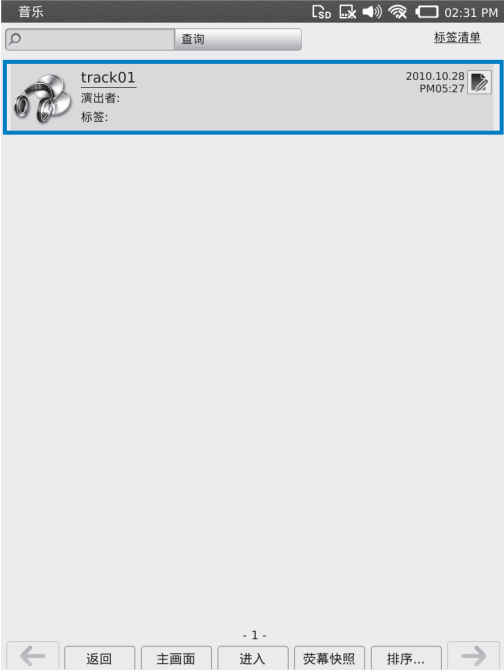 音乐
SD
02:31 PM
查询
标签清单
track01
2010.10.28
演出者:
PM05:27
标签:
- 1 -
返回
主画面
进入
荧幕快照
排序...